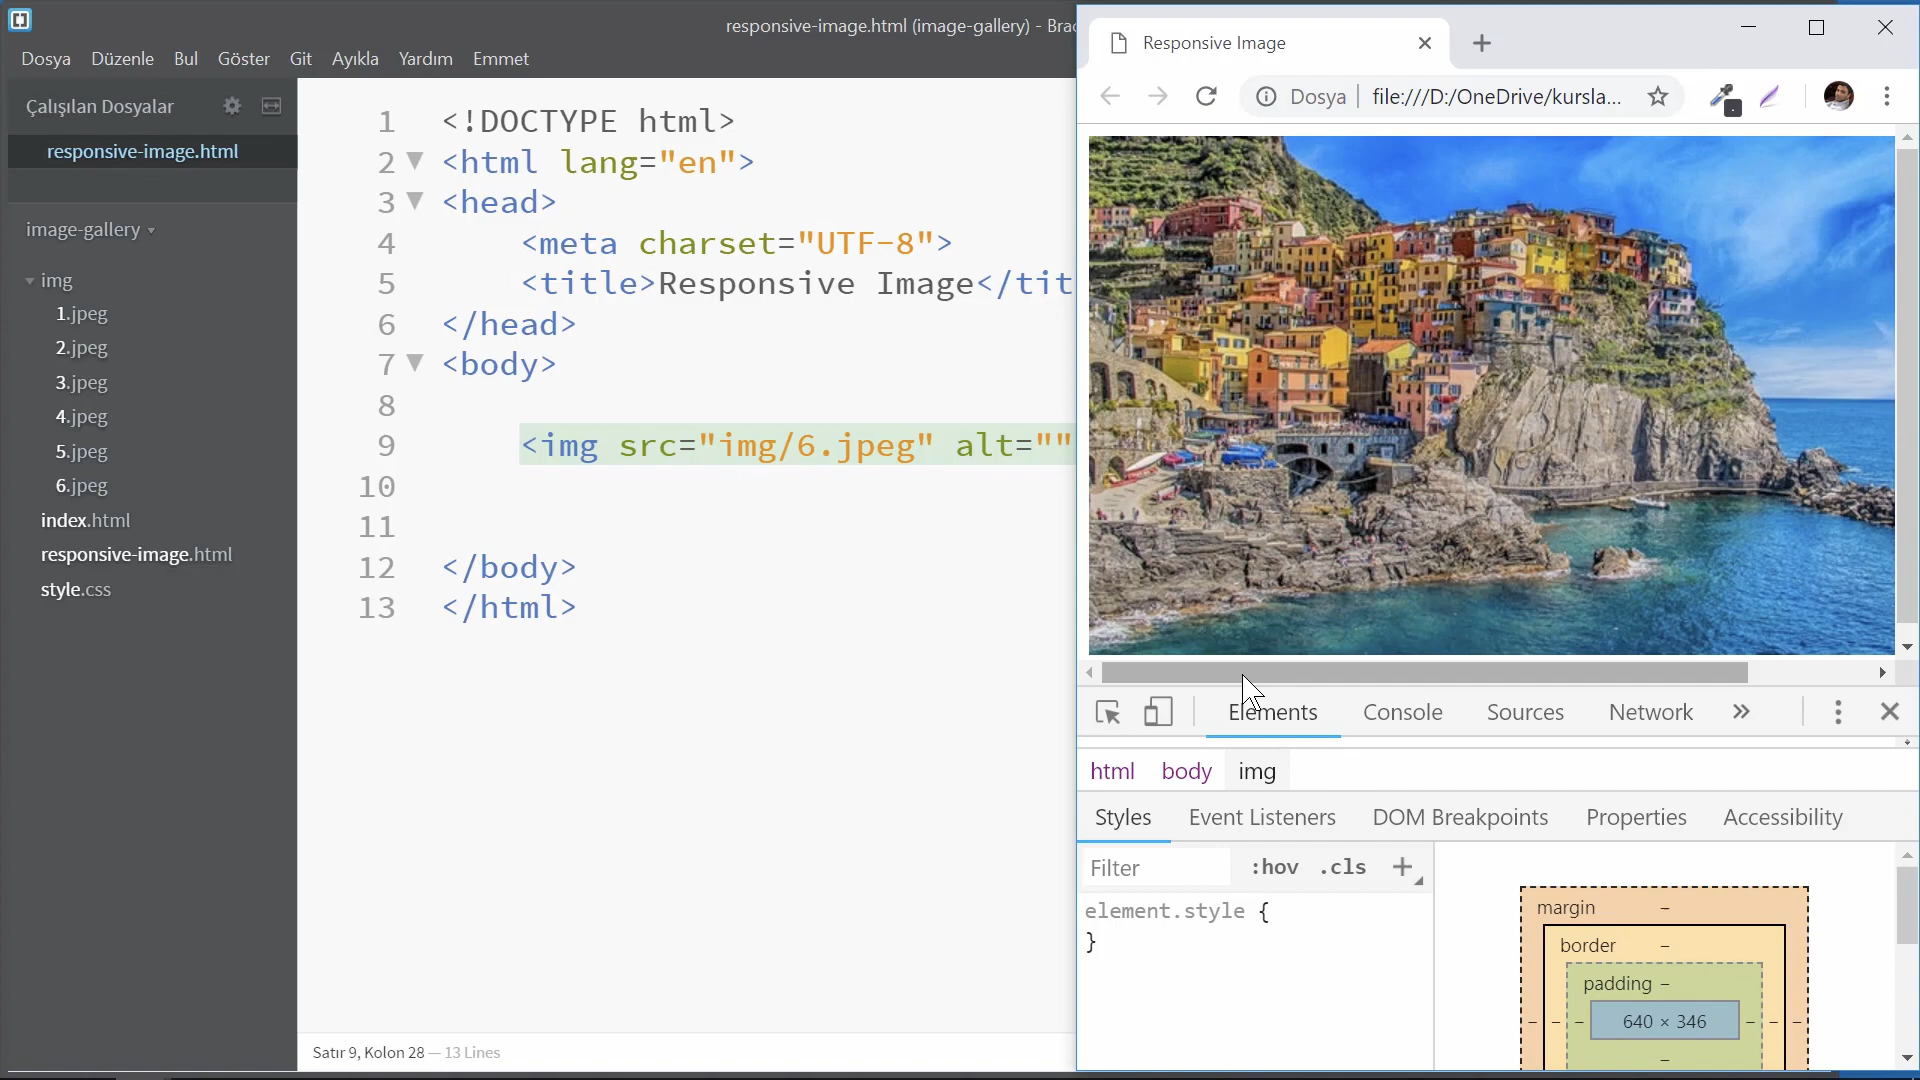 responsive-image.html (image-gallery) - Brac
Dosya Düzenle Bul Göster Git Ayıkla Yardım Emmet
Çalışılan Dosyalar
responsive-image.html
image-gallery
img
1.jpeg
2.jpeg
3.jpeg
4.jpeg
5.jpeg
6.jpeg
index.html
responsive-image.html
style.css
1 <!DOCTYPE html>
2 <html lang="en">
3 <head>
4 <meta charset="UTF-8">
5 <title>Responsive Image</tit
6 </head>
7 <body>
8
9 <img src="img/6.jpeg" alt=""
10
11
12 </body>
13 </html>
Satır 9, Kolon 28 — 13 Lines
Responsive Image
Dosya file:///D:/OneDrive/kursla...
Elements Console Sources Network »
html body img
Styles Event Listeners DOM Breakpoints Properties Accessibility
Filter :hov .cls +
element.style {
}
margin –
border –
padding –
– – – 640 × 346 – – –
–